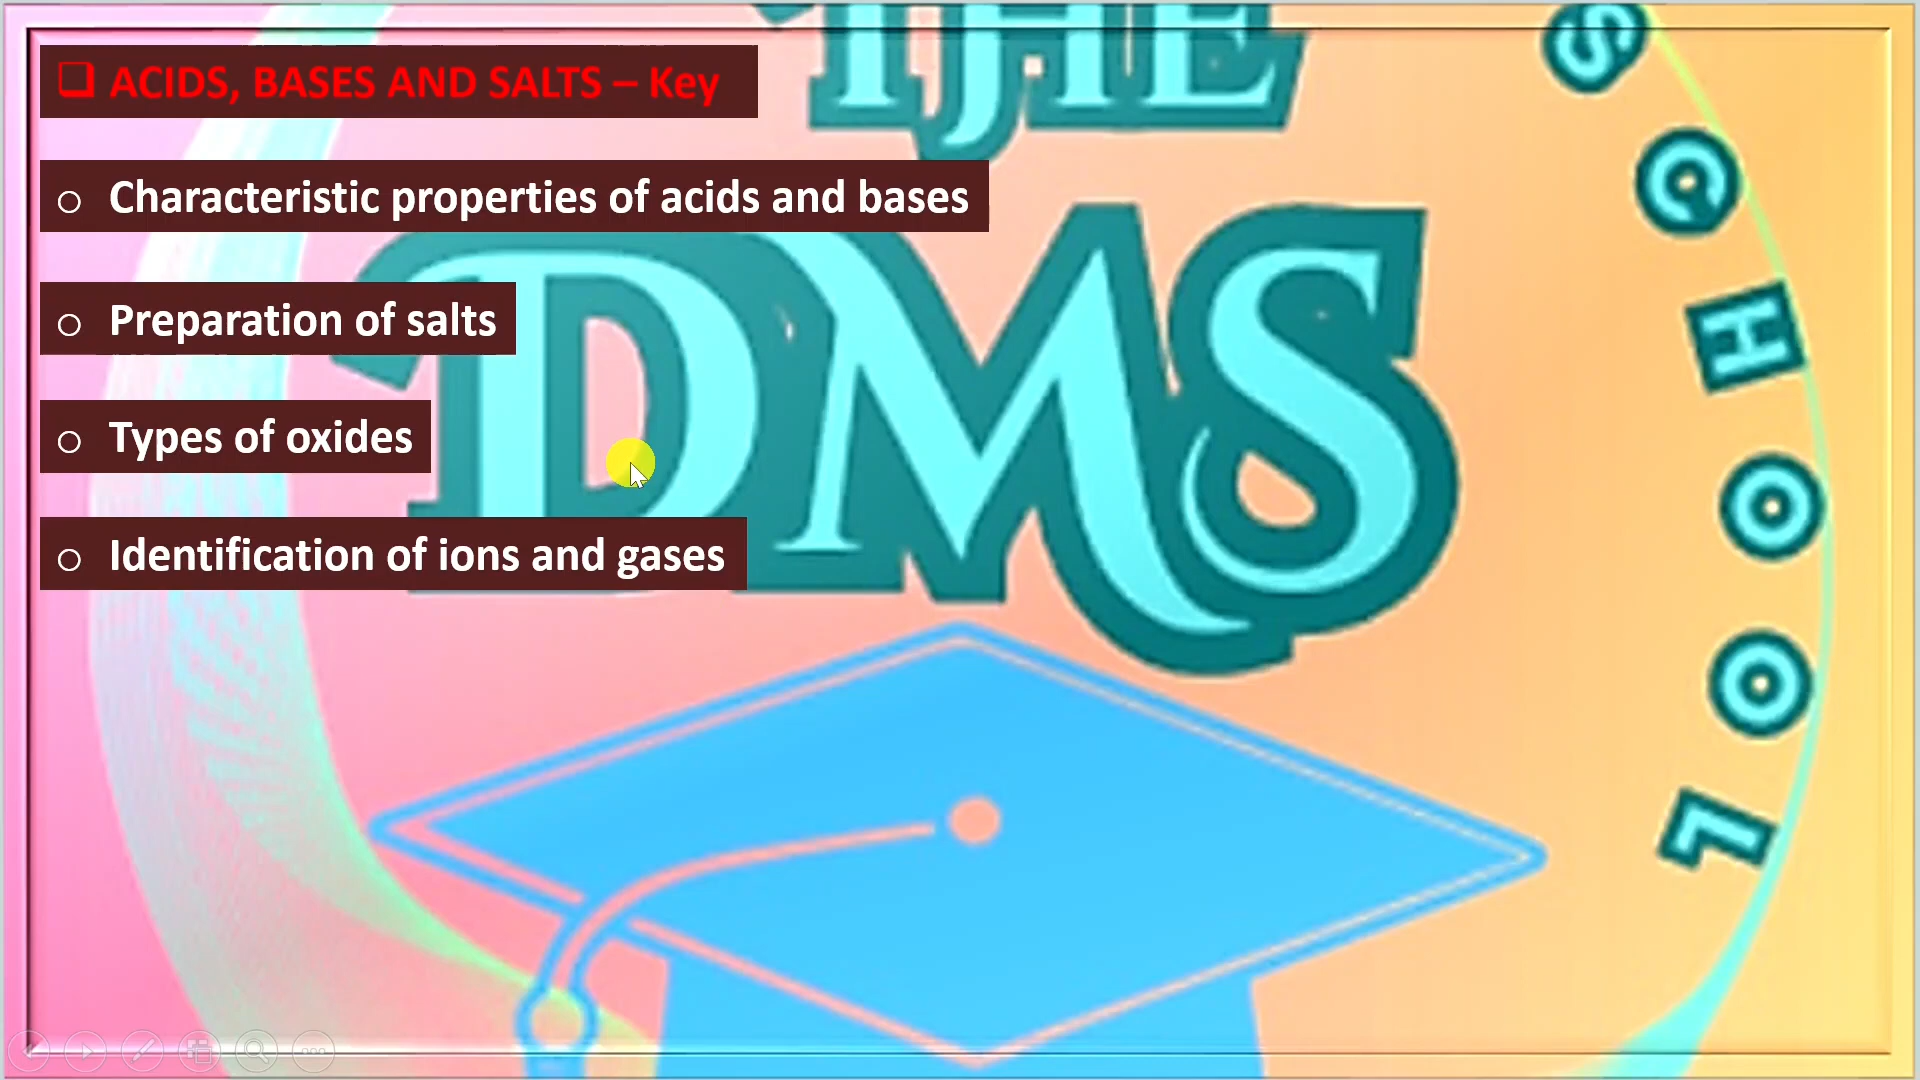 ACIDS, BASES AND SALTS – Key
Characteristic properties of acids and bases
Preparation of salts
Types of oxides
Identification of ions and gases
THE
DMS
SCHOOL